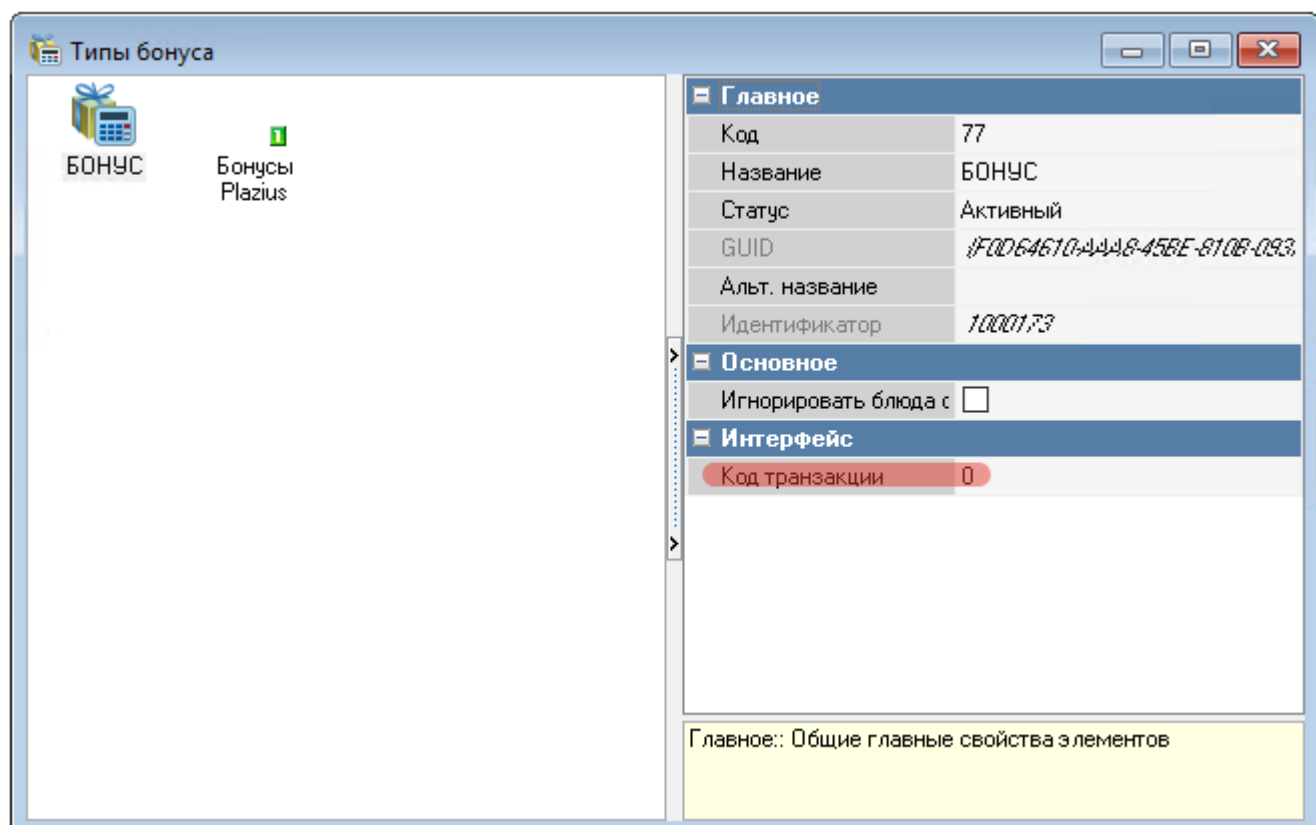 Типы бонуса
БОНУС
Бонусы
Plazius
Главное
Код 77
Название БОНУС
Статус Активный
GUID {F0D64610-AAA8-45BE-810B-093
Альт. название
Идентификатор 1000173
Основное
Игнорировать блюда с
Интерфейс
Код транзакции 0
Главное:: Общие главные свойства элементов